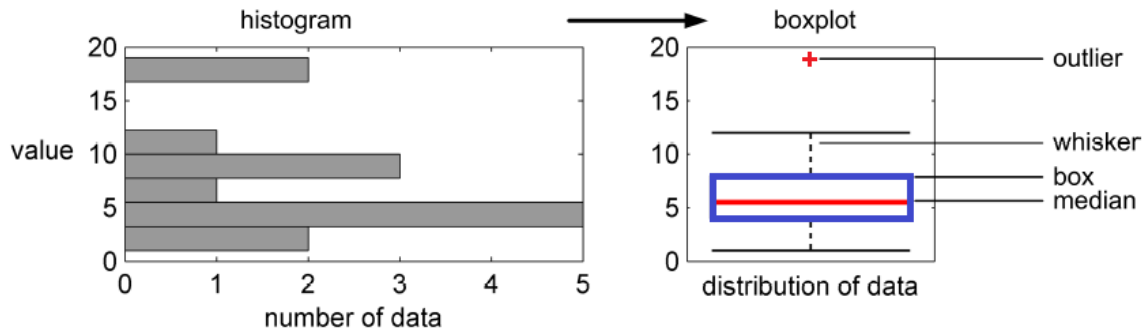 histogram
boxplot
20
15
10
5
0
value
0 1 2 3 4 5
number of data
20
15
10
5
0
outlier
whisker
box
median
distribution of data